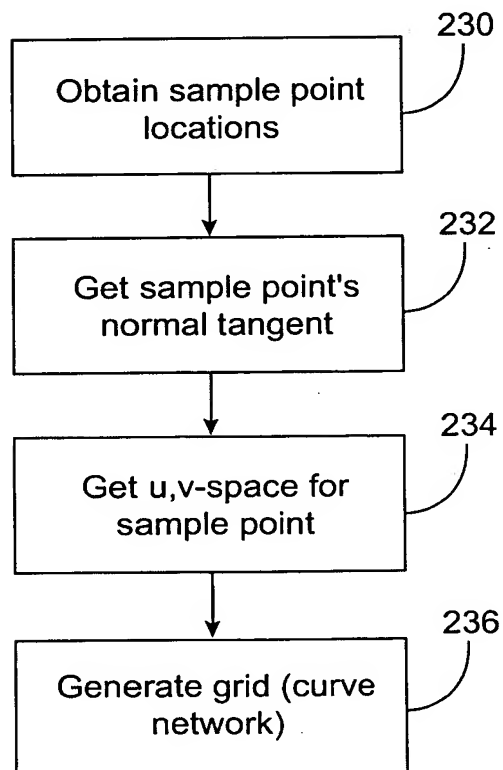 230
Obtain sample point
locations
232
Get sample point's
normal tangent
234
Get u,v-space for
sample point
236
Generate grid (curve
network)